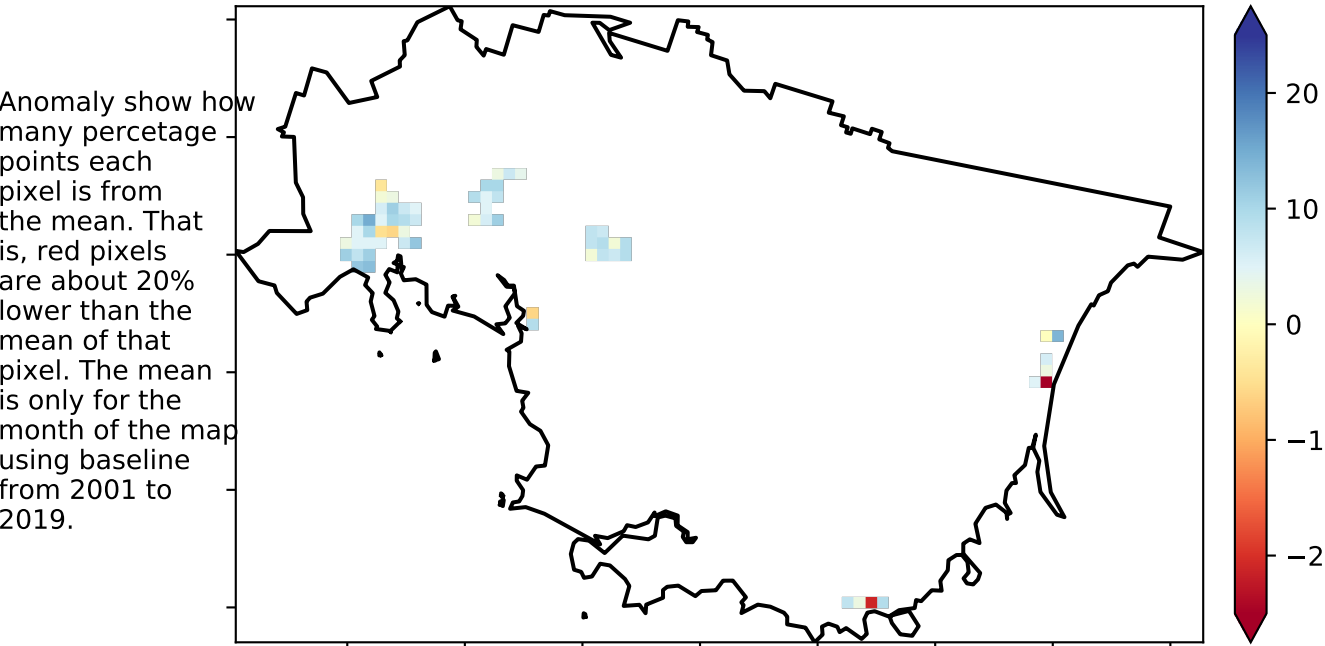 Anomaly show how
many percetage
points each
pixel is from
the mean. That
is, red pixels
are about 20%
lower than the
mean of that
pixel. The mean
is only for the
month of the map
using baseline
from 2001 to
2019.
20
10
0
−1
−2